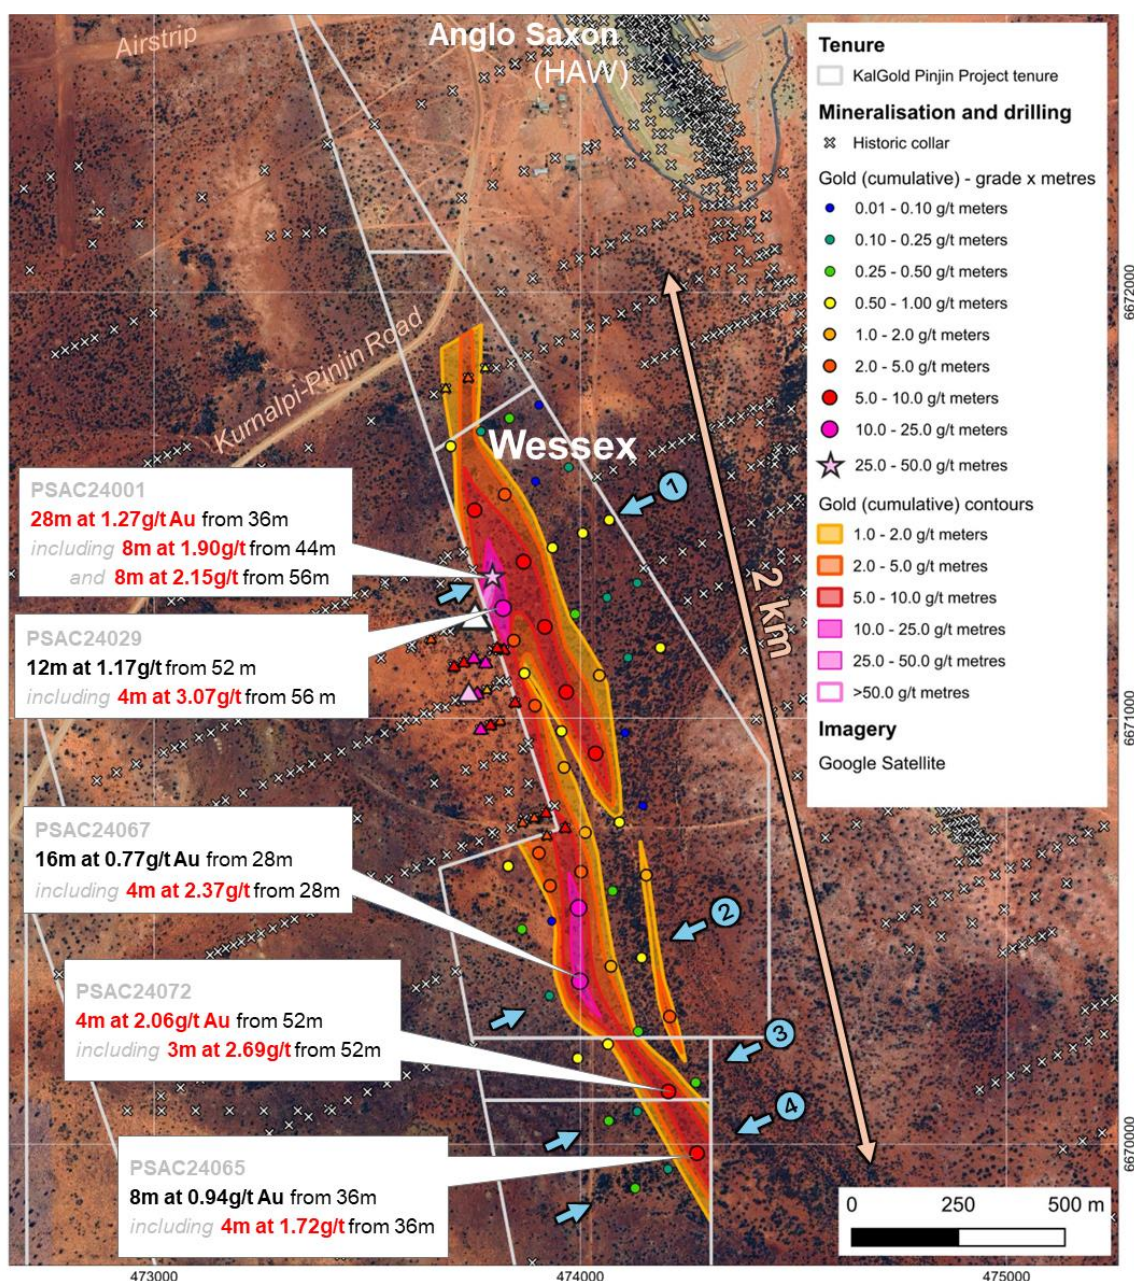 Airstrip
Anglo Saxon
(HAW)
Kurnalpi-Pinjin Road
Wessex
2 km
1
2
3
4
PSAC24001
28m at 1.27g/t Au from 36m
including 8m at 1.90g/t from 44m
and 8m at 2.15g/t from 56m
PSAC24029
12m at 1.17g/t from 52 m
including 4m at 3.07g/t from 56 m
PSAC24067
16m at 0.77g/t Au from 28m
including 4m at 2.37g/t from 28m
PSAC24072
4m at 2.06g/t Au from 52m
including 3m at 2.69g/t from 52m
PSAC24065
8m at 0.94g/t Au from 36m
including 4m at 1.72g/t from 36m
Tenure
KalGold Pinjin Project tenure
Mineralisation and drilling
Historic collar
Gold (cumulative) - grade x metres
0.01 - 0.10 g/t meters
0.10 - 0.25 g/t meters
0.25 - 0.50 g/t meters
0.50 - 1.00 g/t meters
1.0 - 2.0 g/t meters
2.0 - 5.0 g/t meters
5.0 - 10.0 g/t meters
10.0 - 25.0 g/t meters
25.0 - 50.0 g/t metres
Gold (cumulative) contours
1.0 - 2.0 g/t meters
2.0 - 5.0 g/t metres
5.0 - 10.0 g/t metres
10.0 - 25.0 g/t metres
25.0 - 50.0 g/t metres
>50.0 g/t metres
Imagery
Google Satellite
6672000
6671000
6670000
0 250 500 m
473000 474000 475000